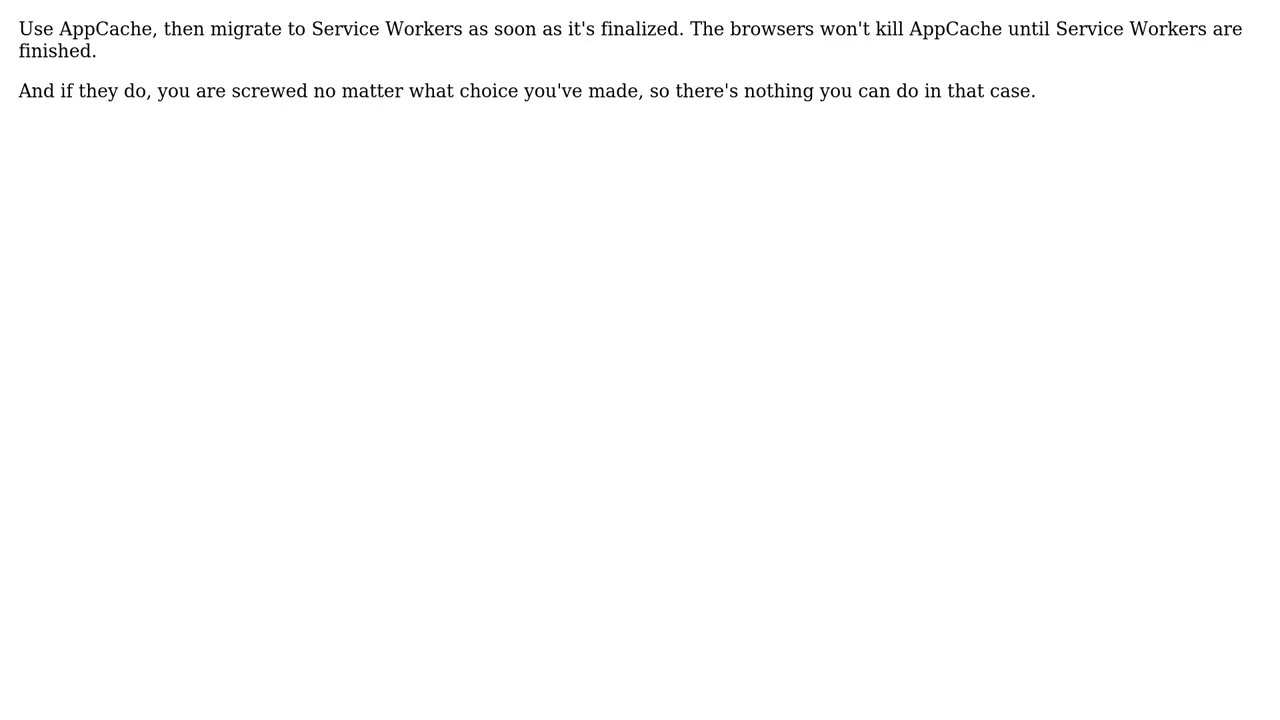 Use AppCache, then migrate to Service Workers as soon as it's finalized. The browsers won't kill AppCache until Service Workers are
finished.
And if they do, you are screwed no matter what choice you've made, so there's nothing you can do in that case.